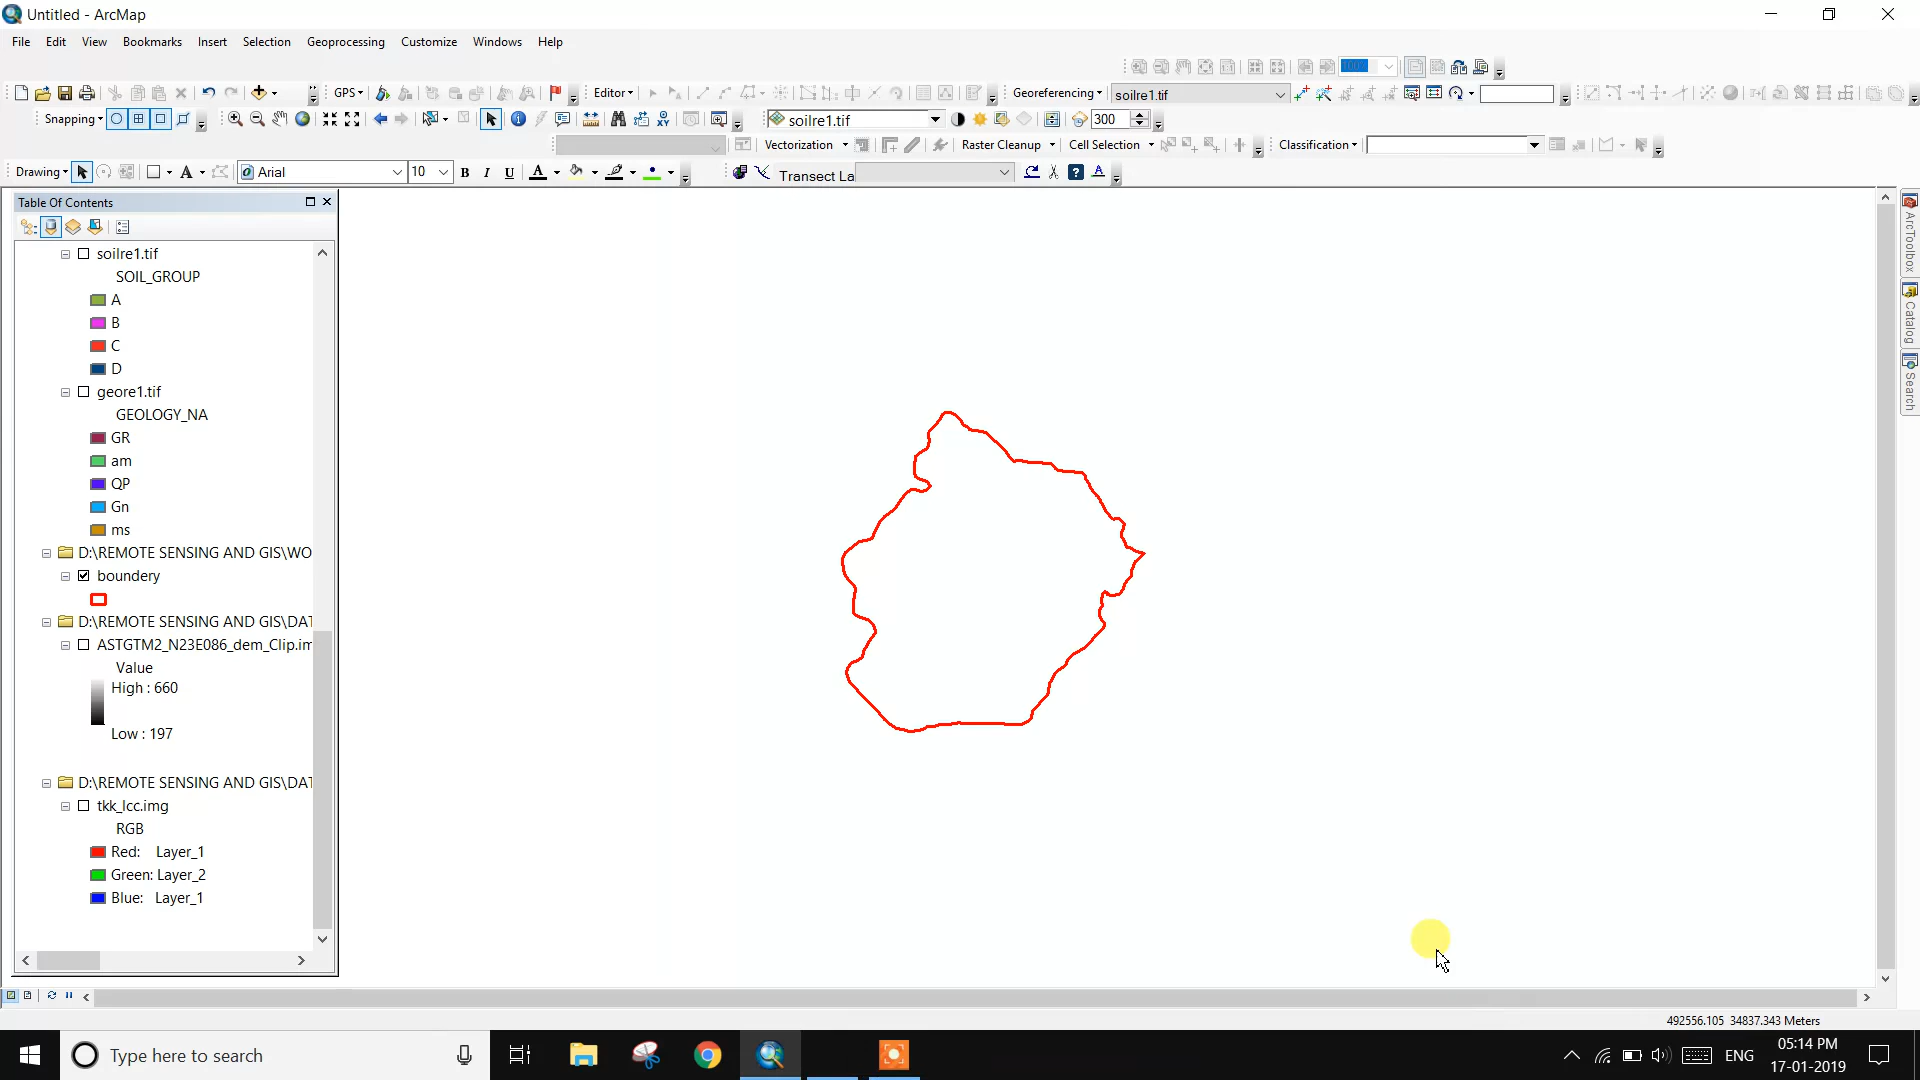 Untitled - ArcMap
File Edit View Bookmarks Insert Selection Geoprocessing Customize Windows Help
100%
GPS Editor Georeferencing soilre1.tif
Snapping soilre1.tif 300
Vectorization Raster Cleanup Cell Selection Classification
Drawing A Arial 10 B I U A Transect La A
Table Of Contents
soilre1.tif
SOIL_GROUP
A
B
C
D
geore1.tif
GEOLOGY_NA
GR
am
QP
Gn
ms
D:\REMOTE SENSING AND GIS\WO
boundery
D:\REMOTE SENSING AND GIS\DAT
ASTGTM2_N23E086_dem_Clip.im
Value
High : 660
Low : 197
D:\REMOTE SENSING AND GIS\DAT
tkk_lcc.img
RGB
Red: Layer_1
Green: Layer_2
Blue: Layer_1
ArcToolbox
Catalog
Search
492556.105 34837.343 Meters
Type here to search
ENG
05:14 PM
17-01-2019